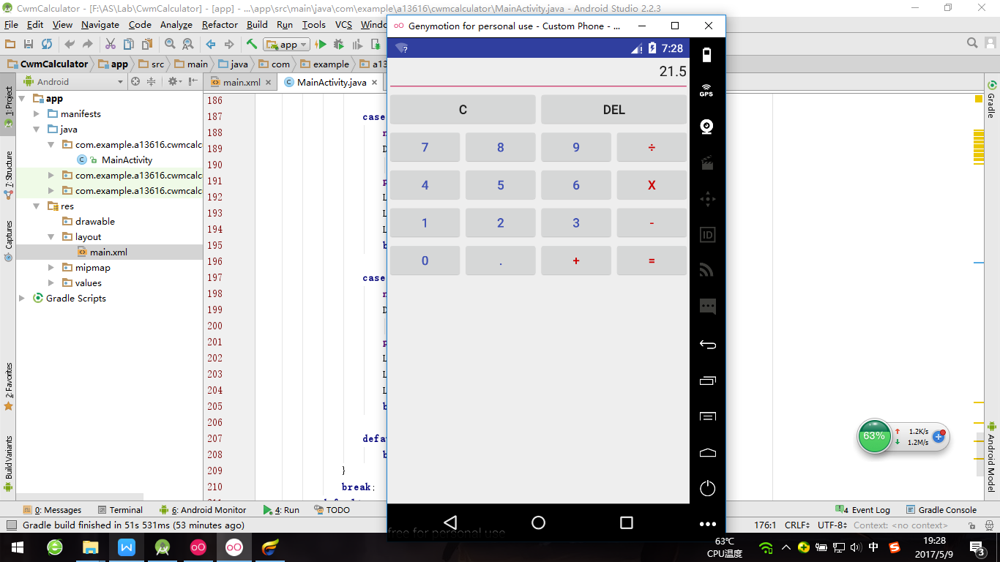 CwmCalculator - [F:\AS\Lab\CwmCalculator] - [app] - ...\app\src\main\java\com\example\a13616\cwmcalculator\MainActivity.java - Android Studio 2.2.3
File Edit View Navigate Code Analyze Refactor Build Run Tools VCS Windo
Genymotion for personal use - Custom Phone - ...
app
CwmCalculator app src main java com example a13
Android
main.xml MainActivity.java
1: Project
7: Structure
Captures
2: Favorites
Build Variants
app
manifests
java
com.example.a13616.cwmcalc
MainActivity
com.example.a13616.cwmcalc
com.example.a13616.cwmcalc
res
drawable
layout
main.xml
mipmap
values
Gradle Scripts
186
187 case
188 n
189 D
190
191 p
192 L
193 L
194 L
195 b
196
197 case
198 n
199 D
200
201 p
202 L
203 L
204 L
205 b
206
207 defa
208 b
209 }
210 break;
7:28
21.5
C DEL
7 8 9 ÷
4 5 6 X
1 2 3 -
0 . + =
free for personal use
GPS
ID
Gradle
Android Model
63%
1.2K/s
1.2M/s
0: Messages Terminal 6: Android Monitor 4: Run TODO
4 Event Log Gradle Console
Gradle build finished in 51s 531ms (53 minutes ago)
176:1 CRLF÷ UTF-8÷ Context: <no context>
63℃
CPU温度
中
19:28
2017/5/9
3